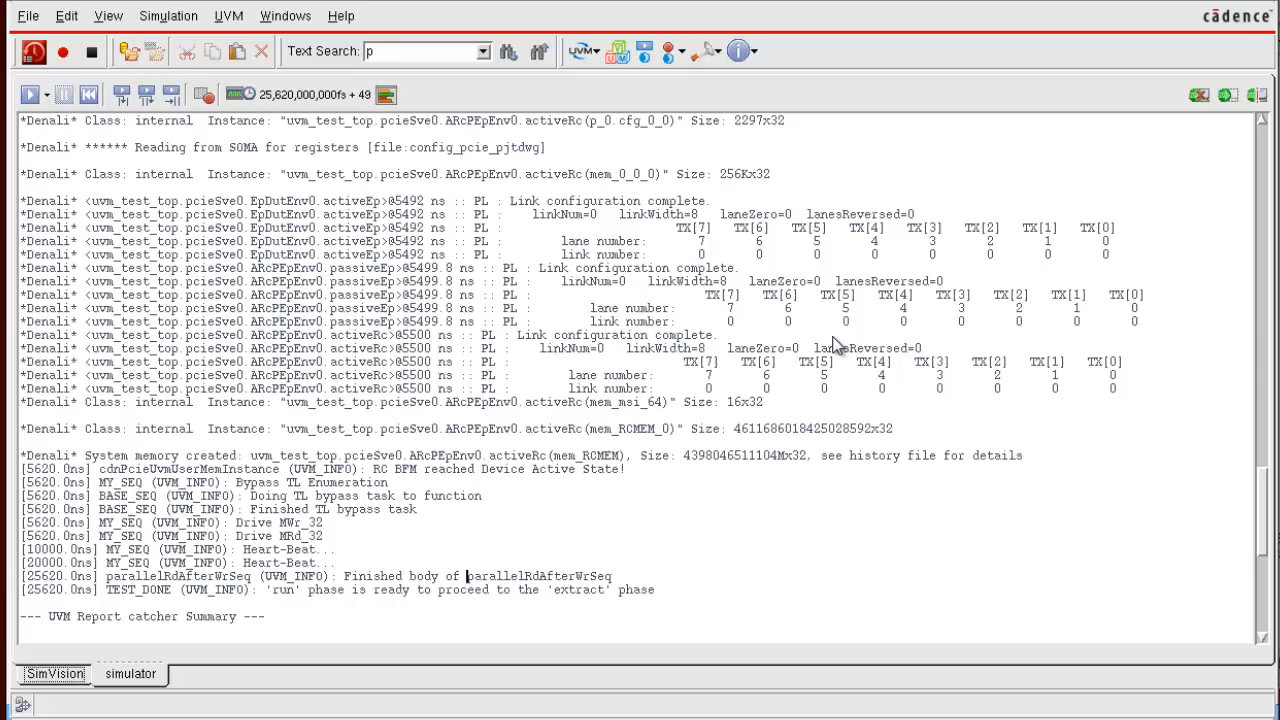 File Edit View Simulation UVM Windows Help cādence
Text Search: p UVM
25,620,000,000fs + 49
*Denali* Class: internal Instance: "uvm_test_top.pcieSve0.ARcPEpEnv0.activeRc(p_0.cfg_0_0)" Size: 2297x32
*Denali* ****** Reading from SOMA for registers [file:config_pcie_pjtdwg]
*Denali* Class: internal Instance: "uvm_test_top.pcieSve0.ARcPEpEnv0.activeRc(mem_0_0_0)" Size: 256Kx32
*Denali* <uvm_test_top.pcieSve0.EpDutEnv0.activeEp>@5492 ns :: PL : Link configuration complete.
*Denali* <uvm_test_top.pcieSve0.EpDutEnv0.activeEp>@5492 ns :: PL : linkNum=0 linkWidth=8 laneZero=0 lanesReversed=0
*Denali* <uvm_test_top.pcieSve0.EpDutEnv0.activeEp>@5492 ns :: PL : TX[7] TX[6] TX[5] TX[4] TX[3] TX[2] TX[1] TX[0]
*Denali* <uvm_test_top.pcieSve0.EpDutEnv0.activeEp>@5492 ns :: PL : lane number: 7 6 5 4 3 2 1 0
*Denali* <uvm_test_top.pcieSve0.EpDutEnv0.activeEp>@5492 ns :: PL : link number: 0 0 0 0 0 0 0 0
*Denali* <uvm_test_top.pcieSve0.ARcPEpEnv0.passiveEp>@5499.8 ns :: PL : Link configuration complete.
*Denali* <uvm_test_top.pcieSve0.ARcPEpEnv0.passiveEp>@5499.8 ns :: PL : linkNum=0 linkWidth=8 laneZero=0 lanesReversed=0
*Denali* <uvm_test_top.pcieSve0.ARcPEpEnv0.passiveEp>@5499.8 ns :: PL : TX[7] TX[6] TX[5] TX[4] TX[3] TX[2] TX[1] TX[0]
*Denali* <uvm_test_top.pcieSve0.ARcPEpEnv0.passiveEp>@5499.8 ns :: PL : lane number: 7 6 5 4 3 2 1 0
*Denali* <uvm_test_top.pcieSve0.ARcPEpEnv0.passiveEp>@5499.8 ns :: PL : link number: 0 0 0 0 0 0 0 0
*Denali* <uvm_test_top.pcieSve0.ARcPEpEnv0.activeRc>@5500 ns :: PL : Link configuration complete.
*Denali* <uvm_test_top.pcieSve0.ARcPEpEnv0.activeRc>@5500 ns :: PL : linkNum=0 linkWidth=8 laneZero=0 lanesReversed=0
*Denali* <uvm_test_top.pcieSve0.ARcPEpEnv0.activeRc>@5500 ns :: PL : TX[7] TX[6] TX[5] TX[4] TX[3] TX[2] TX[1] TX[0]
*Denali* <uvm_test_top.pcieSve0.ARcPEpEnv0.activeRc>@5500 ns :: PL : lane number: 7 6 5 4 3 2 1 0
*Denali* <uvm_test_top.pcieSve0.ARcPEpEnv0.activeRc>@5500 ns :: PL : link number: 0 0 0 0 0 0 0 0
*Denali* Class: internal Instance: "uvm_test_top.pcieSve0.ARcPEpEnv0.activeRc(mem_msi_64)" Size: 16x32
*Denali* Class: internal Instance: "uvm_test_top.pcieSve0.ARcPEpEnv0.activeRc(mem_RCMEM_0)" Size: 4611686018425028592x32
*Denali* System memory created: uvm_test_top.pcieSve0.ARcPEpEnv0.activeRc(mem_RCMEM), Size: 4398046511104Mx32, see history file for details
[5620.0ns] cdnPcieUvmUserMemInstance (UVM_INFO): RC BFM reached Device Active State!
[5620.0ns] MY_SEQ (UVM_INFO): Bypass TL Enumeration
[5620.0ns] BASE_SEQ (UVM_INFO): Doing TL bypass task to function
[5620.0ns] BASE_SEQ (UVM_INFO): Finished TL bypass task
[5620.0ns] MY_SEQ (UVM_INFO): Drive MWr_32
[5620.0ns] MY_SEQ (UVM_INFO): Drive MRd_32
[10000.0ns] MY_SEQ (UVM_INFO): Heart-Beat...
[20000.0ns] MY_SEQ (UVM_INFO): Heart-Beat...
[25620.0ns] parallelRdAfterWrSeq (UVM_INFO): Finished body of parallelRdAfterWrSeq
[25620.0ns] TEST_DONE (UVM_INFO): 'run' phase is ready to proceed to the 'extract' phase
--- UVM Report catcher Summary ---
SimVision simulator